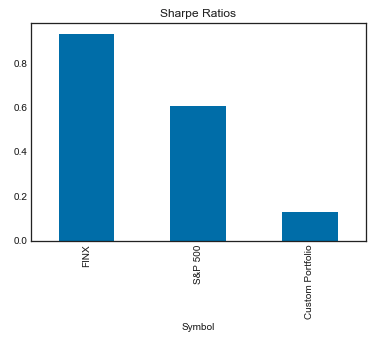 Sharpe Ratios
0.8
0.6
0.4
0.2
0.0
FINX
S&P 500
Custom Portfolio
Symbol